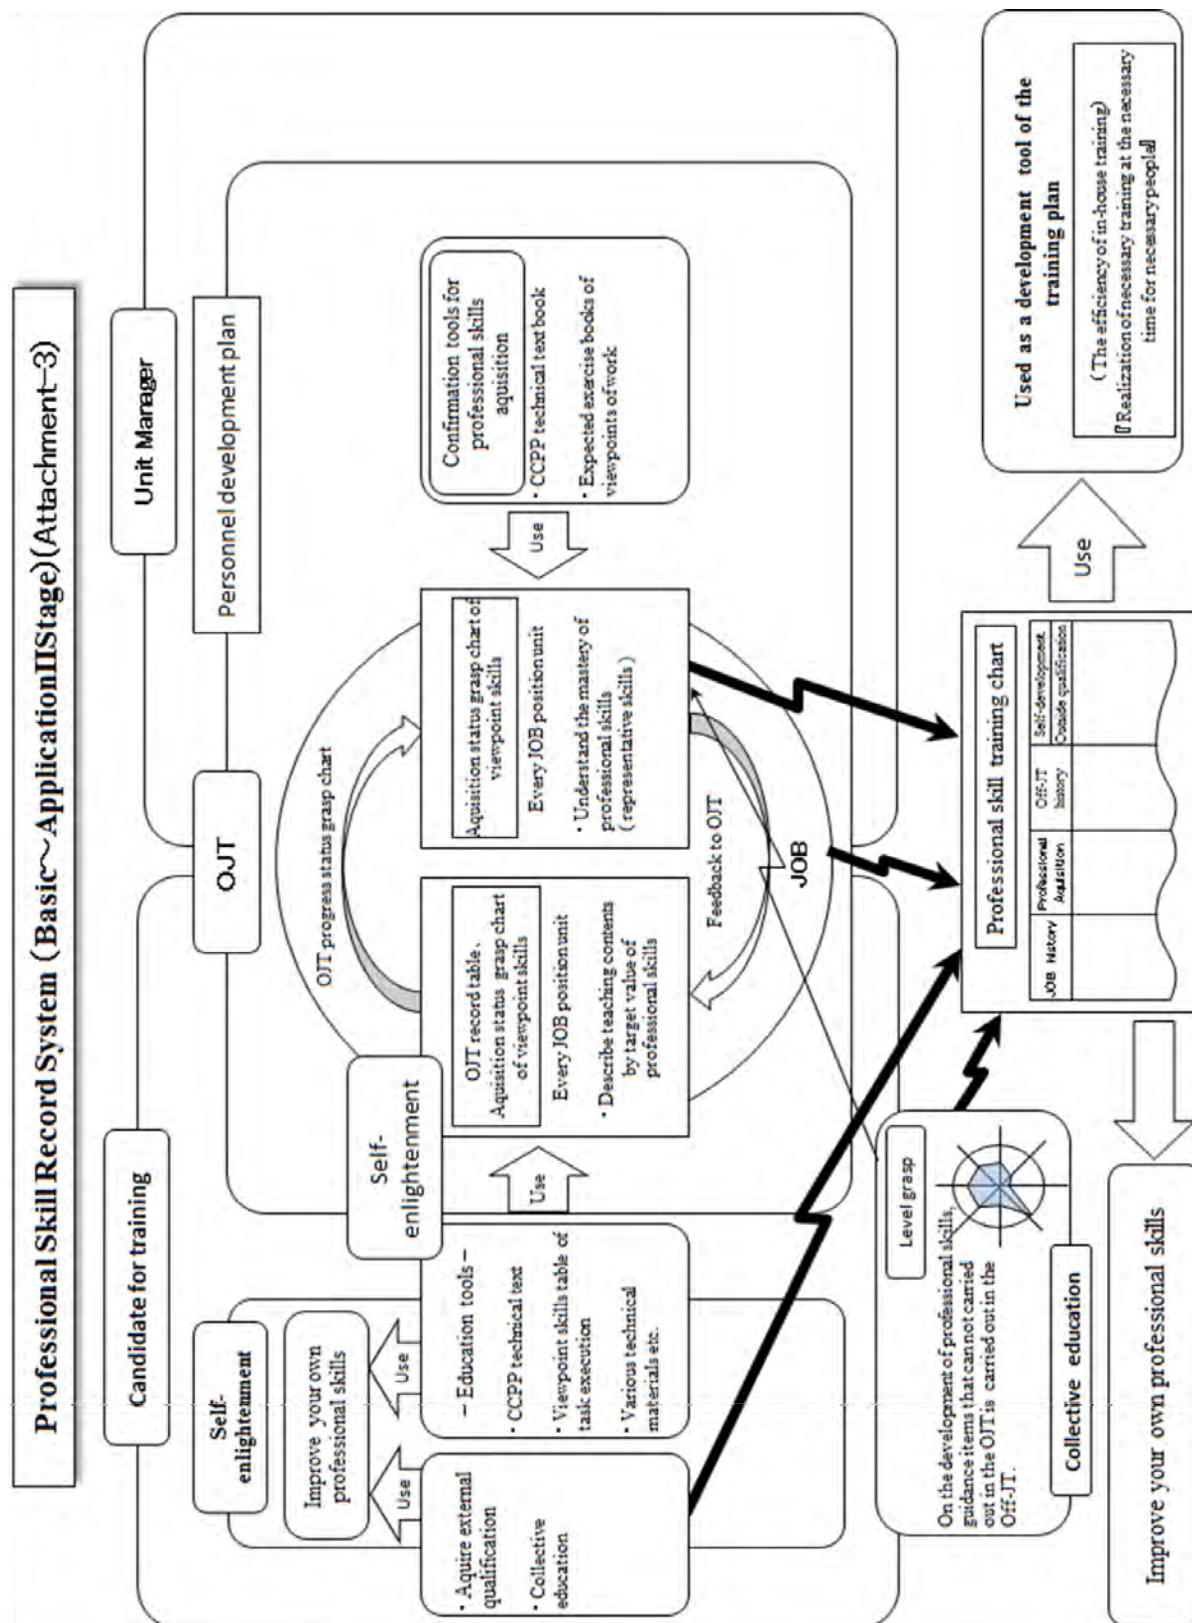 Professional Skill Record System (Basic～ApplicationⅡStage)(Attachment-3)
Candidate for training
Unit Manager
Self-
enlightenment
OJT
Personnel development plan
Improve your own
professional skills
Use
Use
・Aquire external
qualification
・Collective
education
－Education tools－
・CCPP technical text
・Viewpoint skills table of
task execution
・Various technical
materials etc.
Self-
enlightenment
Use
OJT progress status grasp chart
OJT record table、
Aquisition status grasp chart
of viewpoint skills
Every JOB position unit
・Describe teaching contents
by target value of
professional skills
Aquisition status grasp chart of
viewpoint skills
Every JOB position unit
・Understand the mastery of
professional skills
(representative skills)
Feedback to OJT
JOB
Use
Confirmation tools for
professional skills
aquisition
・CCPP technical text book
・Expected exercise books of
viewpoints of work
Level grasp
On the development of professional skills,
guidance items that can not carried
out in the OJT is carried out in the
Off-JT.
Collective education
Professional skill training chart
JOB history
Professional
Aquisition
Off-JT
history
Self-development
Outside qualification
Use
Improve your own professional skills
Used as a development tool of the
training plan
(The efficiency of in-house training)
『Realization of necessary training at the necessary
time for necessary people』